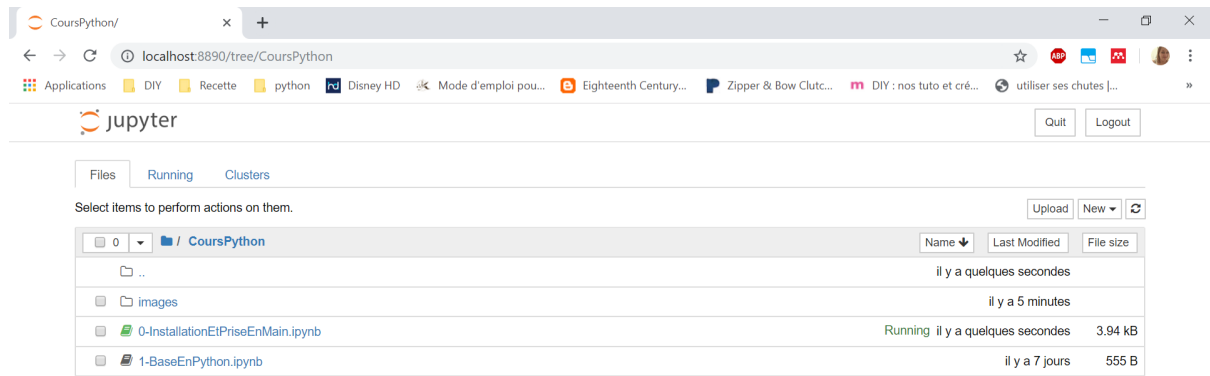 CoursPython/
localhost:8890/tree/CoursPython
ABP
Applications DIY Recette python hd Disney HD Mode d'emploi pou... Eighteenth Century... Zipper & Bow Clutc... m DIY : nos tuto et cré... utiliser ses chutes |... »
jupyter Quit Logout
Files Running Clusters
Select items to perform actions on them. Upload New
0 / CoursPython Name Last Modified File size
.. il y a quelques secondes
images il y a 5 minutes
0-InstallationEtPriseEnMain.ipynb Running il y a quelques secondes 3.94 kB
1-BaseEnPython.ipynb il y a 7 jours 555 B